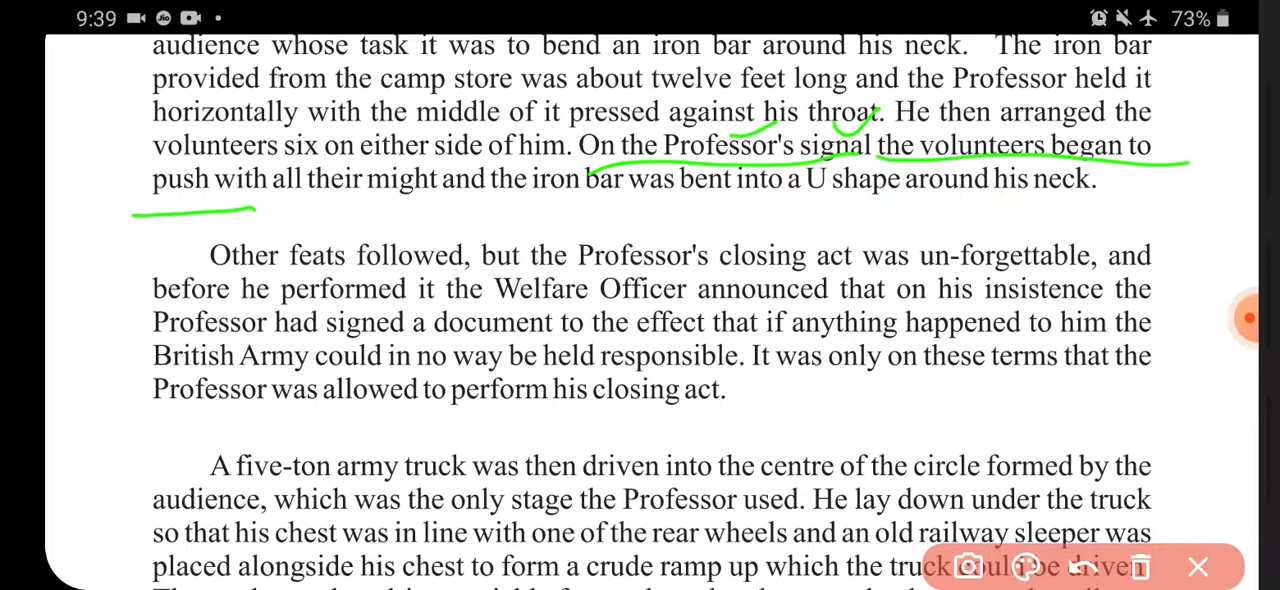 9:39
Jio
73%
audience whose task it was to bend an iron bar around his neck. The iron bar
provided from the camp store was about twelve feet long and the Professor held it
horizontally with the middle of it pressed against his throat. He then arranged the
volunteers six on either side of him. On the Professor's signal the volunteers began to
push with all their might and the iron bar was bent into a U shape around his neck.
Other feats followed, but the Professor's closing act was un-forgettable, and
before he performed it the Welfare Officer announced that on his insistence the
Professor had signed a document to the effect that if anything happened to him the
British Army could in no way be held responsible. It was only on these terms that the
Professor was allowed to perform his closing act.
A five-ton army truck was then driven into the centre of the circle formed by the
audience, which was the only stage the Professor used. He lay down under the truck
so that his chest was in line with one of the rear wheels and an old railway sleeper was
placed alongside his chest to form a crude ramp up which the truck could be driven